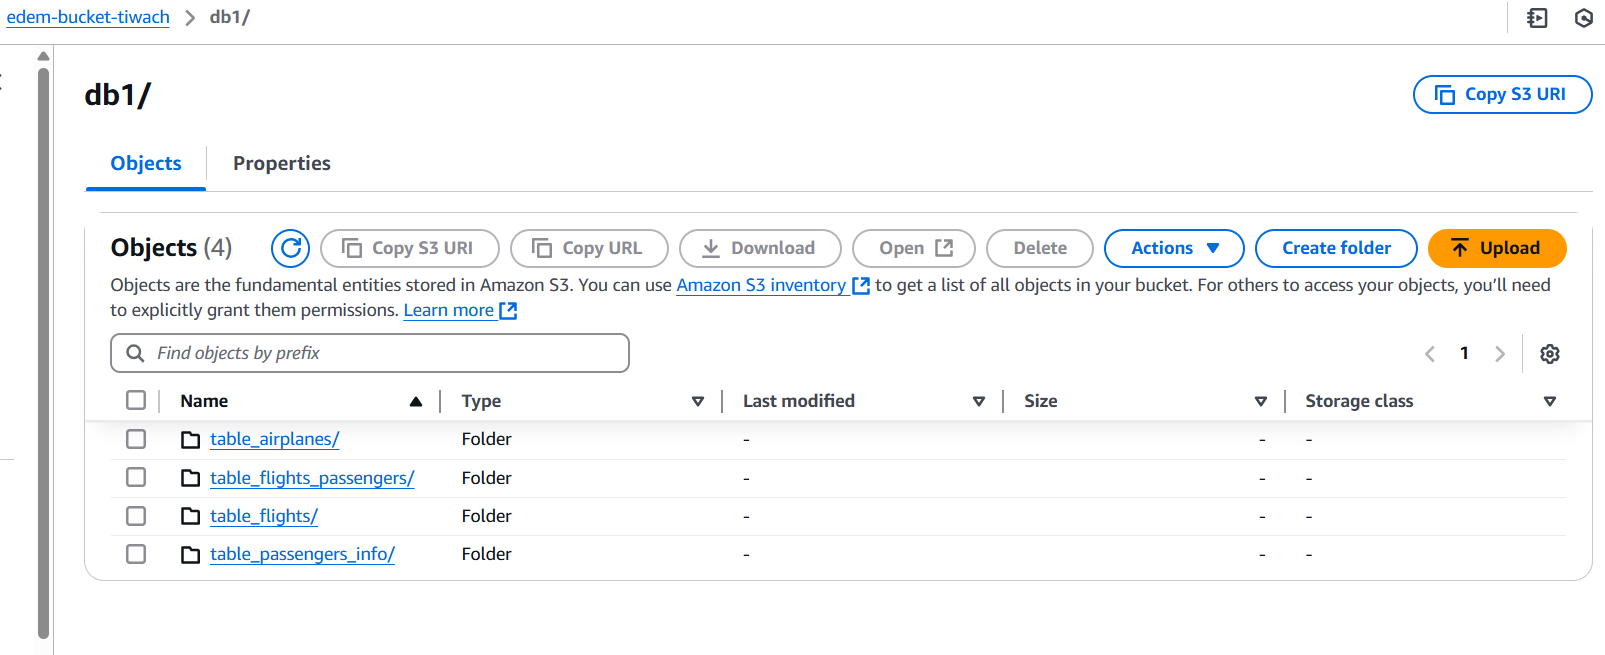 edem-bucket-tiwach > db1/
db1/
Copy S3 URI
Objects
Properties
Objects (4)
Copy S3 URI
Copy URL
Download
Open
Delete
Actions
Create folder
Upload
Objects are the fundamental entities stored in Amazon S3. You can use Amazon S3 inventory to get a list of all objects in your bucket. For others to access your objects, you'll need
to explicitly grant them permissions. Learn more
Find objects by prefix
1
Name Type Last modified Size Storage class
table_airplanes/ Folder - - -
table_flights_passengers/ Folder - - -
table_flights/ Folder - - -
table_passengers_info/ Folder - - -